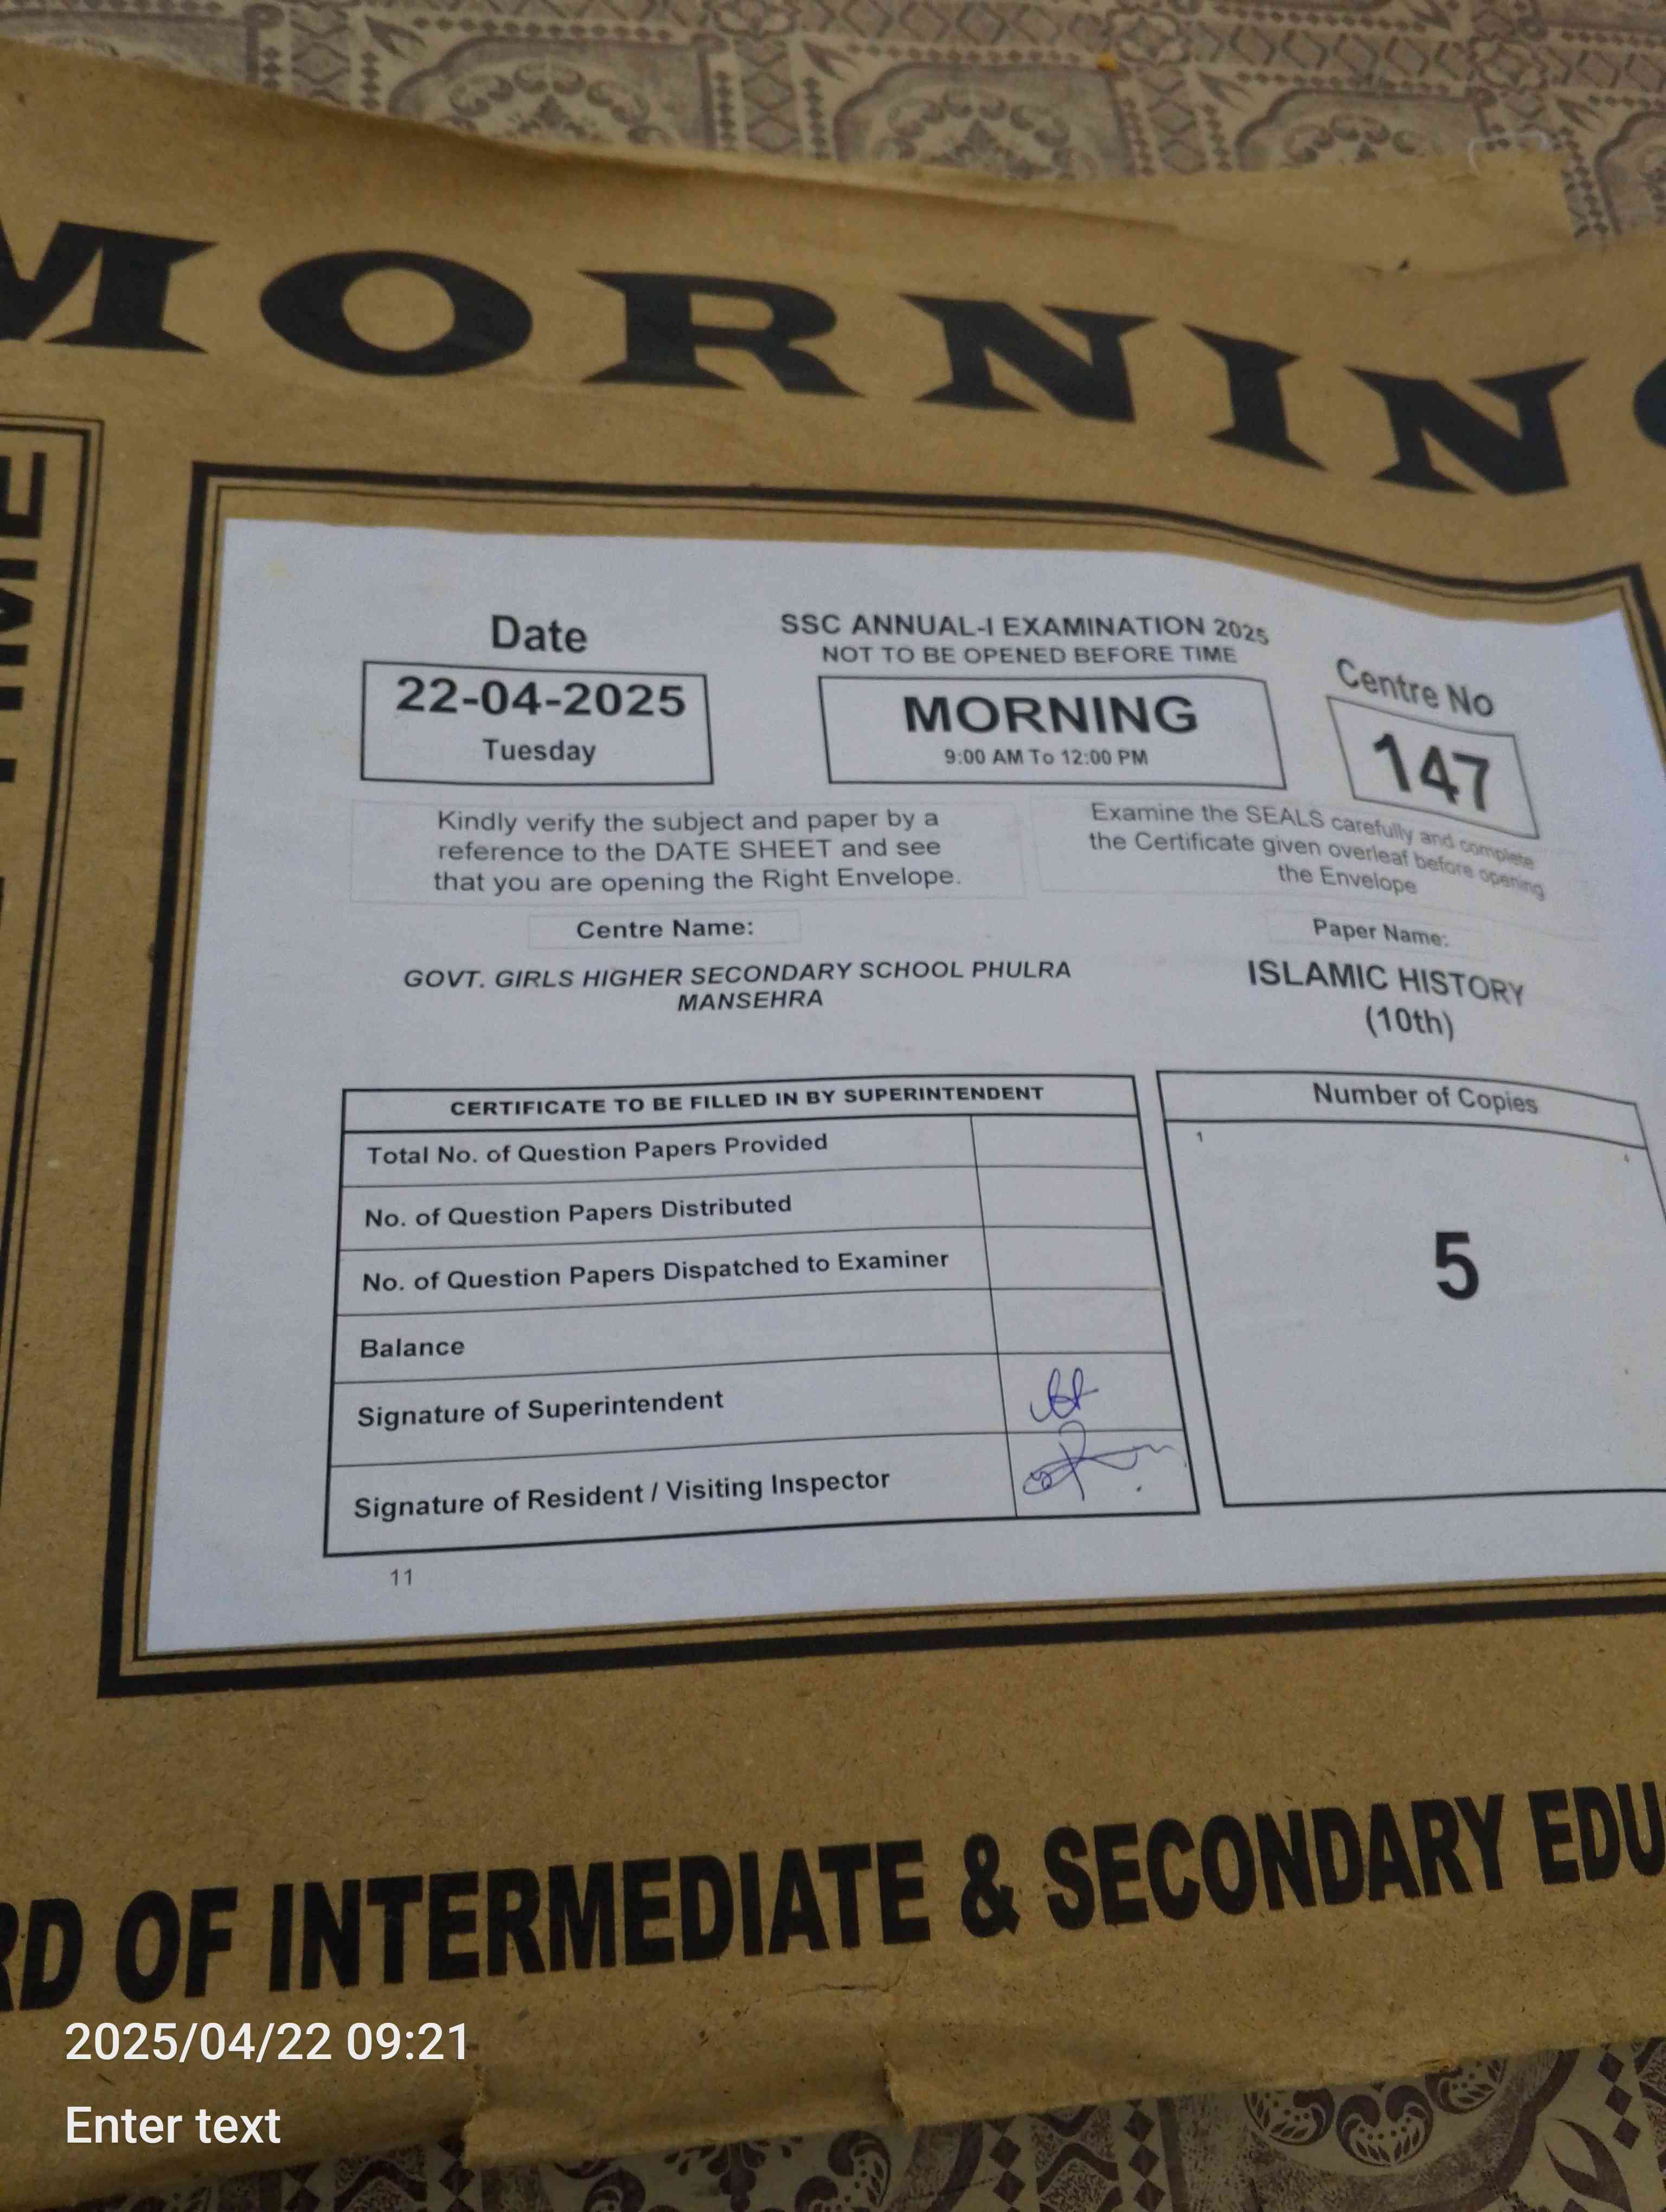 MORNIN
Date
22-04-2025
Tuesday
SSC ANNUAL-I EXAMINATION 2025
NOT TO BE OPENED BEFORE TIME
MORNING
9:00 AM To 12:00 PM
Centre No
147
Kindly verify the subject and paper by a
reference to the DATE SHEET and see
that you are opening the Right Envelope.
Examine the SEALS carefully and complete
the Certificate given overleaf before opening
the Envelope
Centre Name:
GOVT. GIRLS HIGHER SECONDARY SCHOOL PHULRA
MANSEHRA
Paper Name:
ISLAMIC HISTORY
(10th)
CERTIFICATE TO BE FILLED IN BY SUPERINTENDENT
Total No. of Question Papers Provided
No. of Question Papers Distributed
No. of Question Papers Dispatched to Examiner
Balance
Signature of Superintendent
Signature of Resident / Visiting Inspector
Number of Copies
1
5
11
RD OF INTERMEDIATE & SECONDARY EDU
2025/04/22 09:21
Enter text